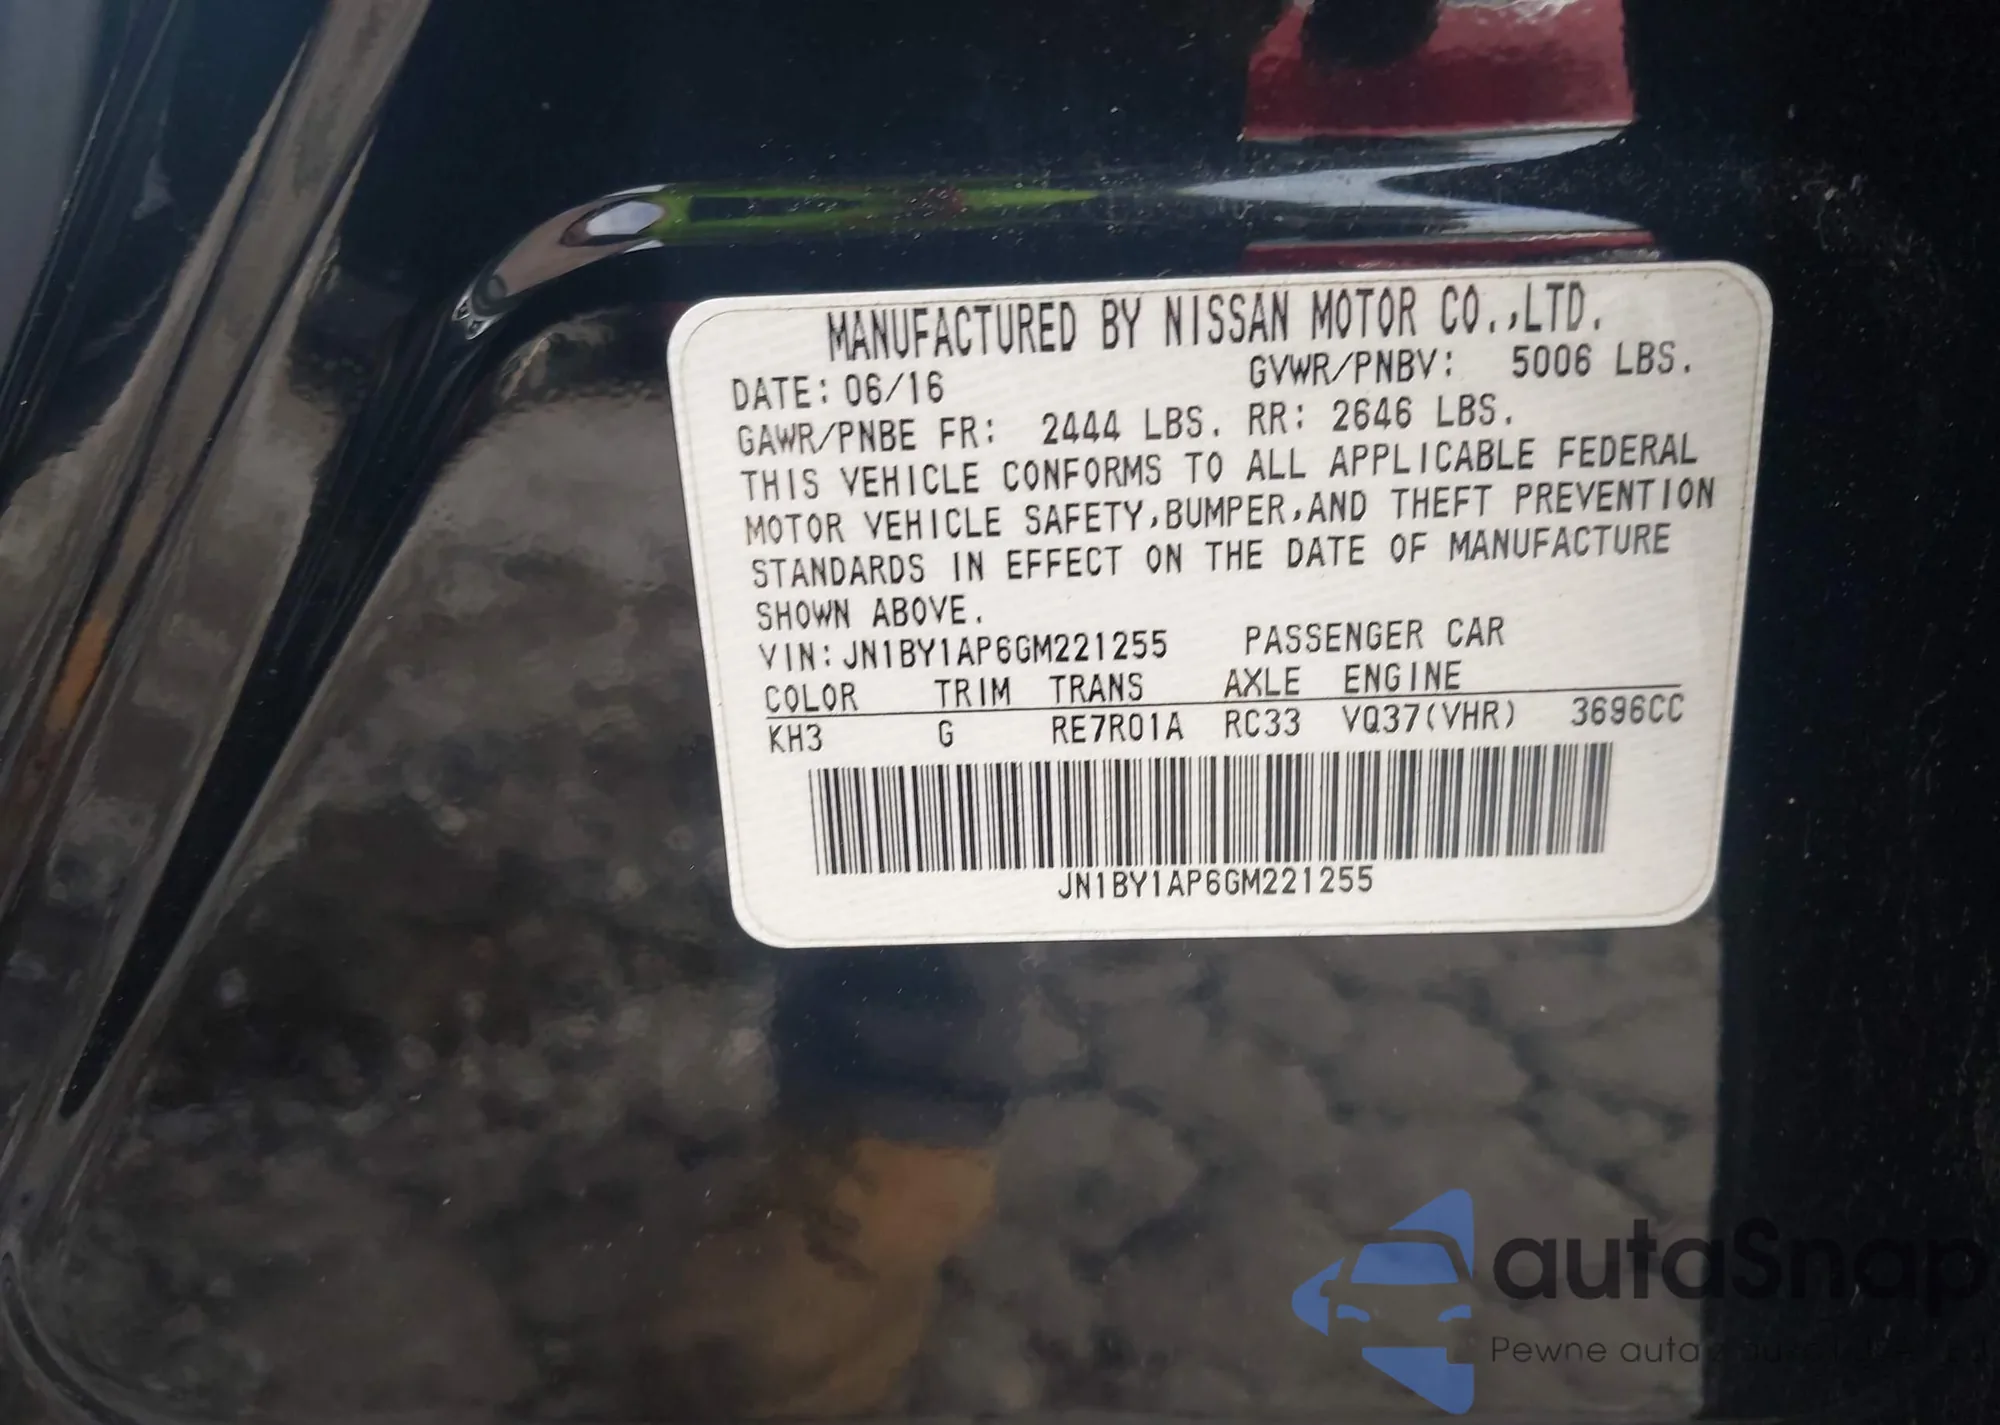 MANUFACTURED BY NISSAN MOTOR CO.,LTD.
DATE: 06/16 GVWR/PNBV: 5006 LBS.
GAWR/PNBE FR: 2444 LBS. RR: 2646 LBS.
THIS VEHICLE CONFORMS TO ALL APPLICABLE FEDERAL
MOTOR VEHICLE SAFETY,BUMPER,AND THEFT PREVENTION
STANDARDS IN EFFECT ON THE DATE OF MANUFACTURE
SHOWN ABOVE.
VIN: JN1BY1AP6GM221255 PASSENGER CAR
COLOR TRIM TRANS AXLE ENGINE
KH3 G RE7R01A RC33 VQ37(VHR) 3696CC
JN1BY1AP6GM221255
autaSnap
Pewne auta z